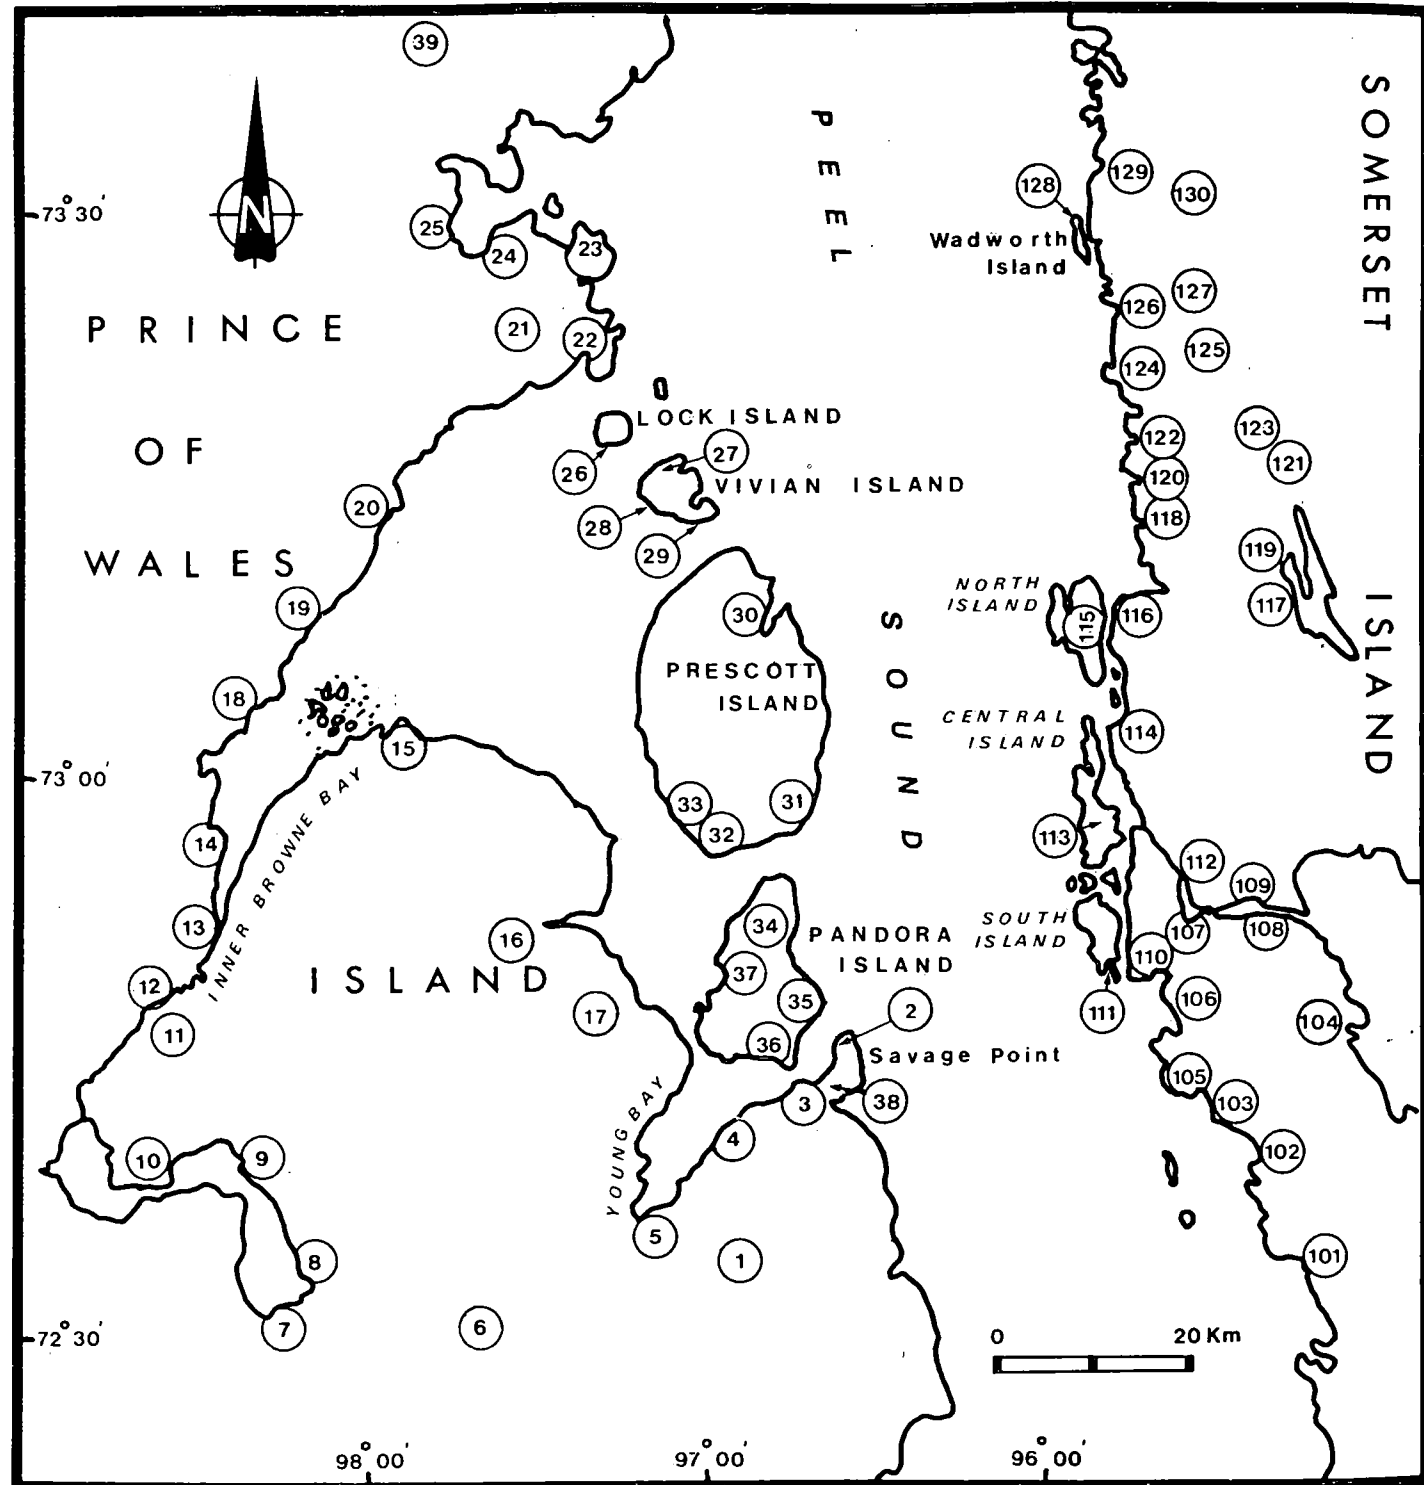 39
PEEL
SOMERSET
129
128
130
73°30'
N
25
23
24
Wadworth
Island
127
126
PRINCE
21
22
125
124
LOCK ISLAND
123
122
OF
27
121
26
120
VIVIAN ISLAND
20
118
28
29
119
WALES
NORTH
ISLAND
ISLAND
117
19
30
116
115
SOUND
PRESCOTT
ISLAND
18
CENTRAL
ISLAND
114
15
73°00'
33
31
32
113
14
INNER BROWNE BAY
112
109
13
34
SOUTH
ISLAND
107
108
PANDORA
ISLAND
16
110
37
ISLAND
12
35
106
2
111
17
104
11
36
Savage Point
105
YOUNG BAY
3
38
103
4
102
10
9
5
1
8
101
7
6
72°30'
0 20 Km
98°00'
97°00'
96°00'